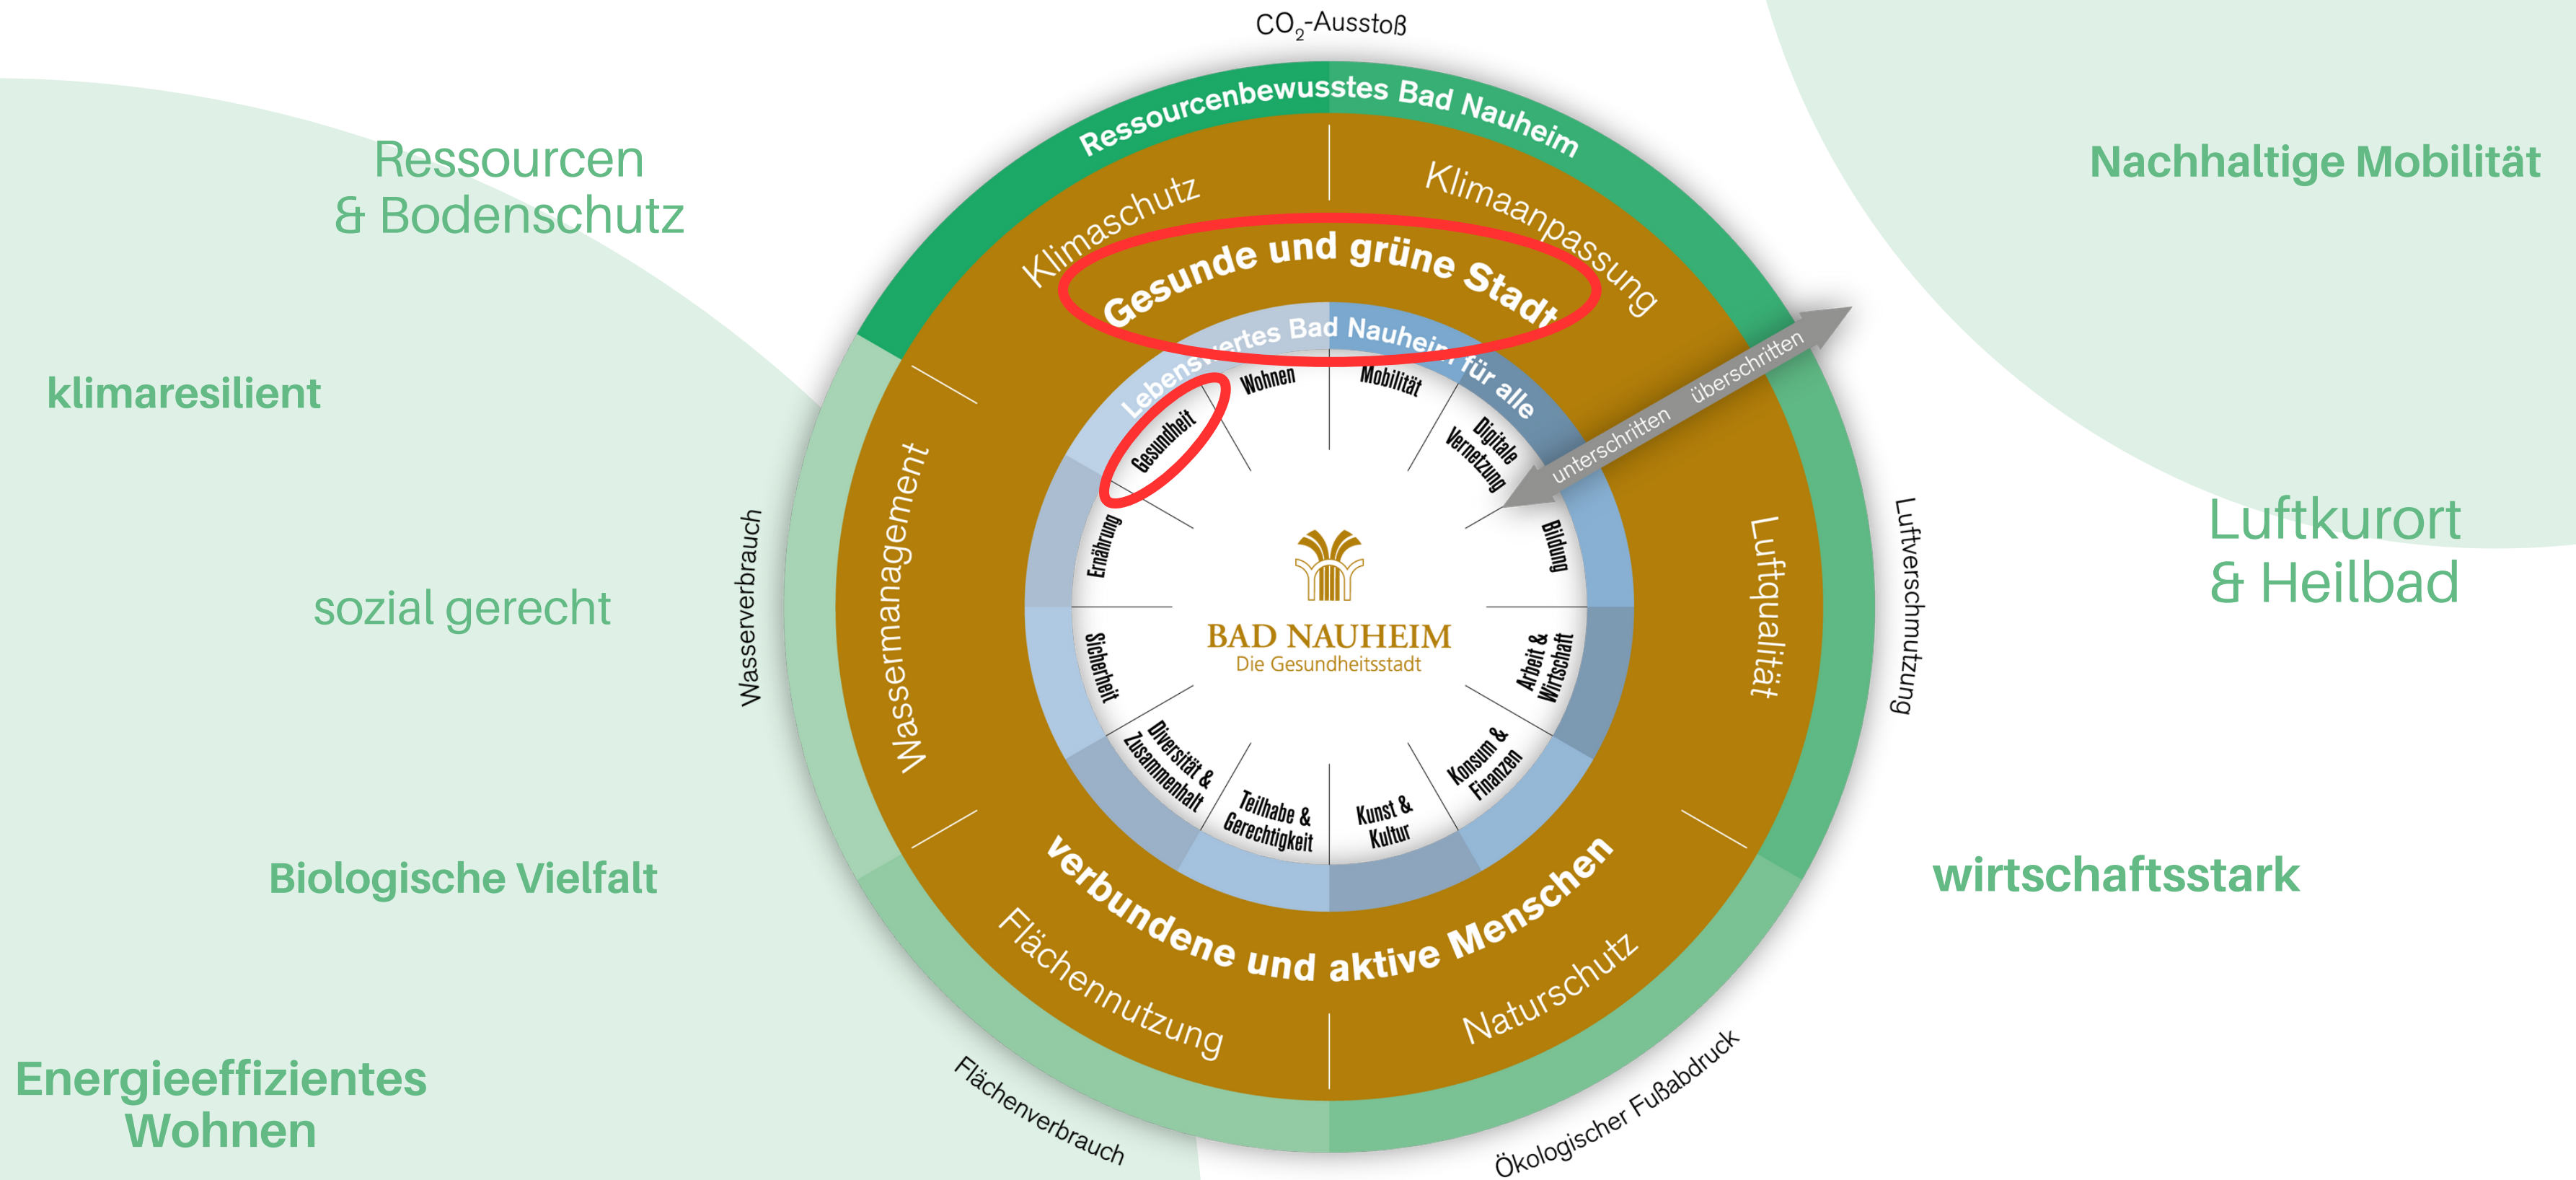 CO₂-Ausstoß
Ressourcenbewusstes Bad Nauheim
Ressourcen
& Bodenschutz
Nachhaltige Mobilität
Klimaschutz
Klimaanpassung
Gesunde und grüne Stadt
Lebenswertes Bad Nauheim für alle
unterschritten überschritten
klimaresilient
Gesundheit
Wohnen
Mobilität
Digitale
Vernetzung
Ernährung
Bildung
Wasserverbrauch
Wassermanagement
Luftqualität
Luftverschmutzung
Luftkurort
& Heilbad
sozial gerecht
BAD NAUHEIM
Die Gesundheitsstadt
Sicherheit
Arbeit &
Wirtschaft
Diversität &
Zusammenhalt
Teilhabe &
Gerechtigkeit
Kunst &
Kultur
Konsum &
Finanzen
Biologische Vielfalt
wirtschaftsstark
verbundene und aktive Menschen
Flächennutzung
Naturschutz
Energieeffizientes
Wohnen
Flächenverbrauch
Ökologischer Fußabdruck